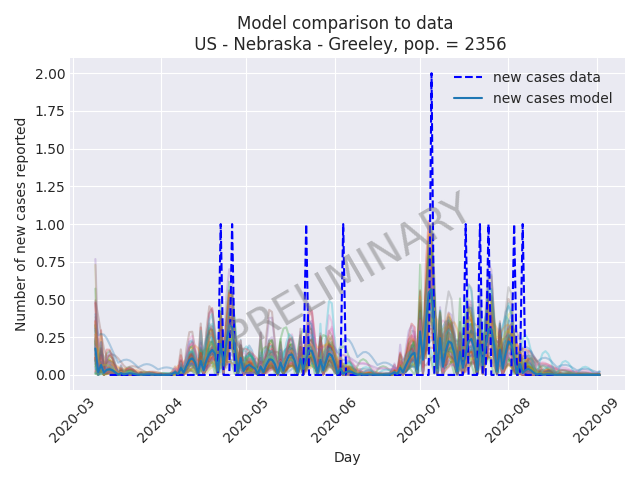 Model comparison to data
US - Nebraska - Greeley, pop. = 2356
new cases data
new cases model
Number of new cases reported
2.00
1.75
1.50
1.25
1.00
0.75
0.50
0.25
0.00
PRELIMINARY
2020-03
2020-04
2020-05
2020-06
2020-07
2020-08
2020-09
Day